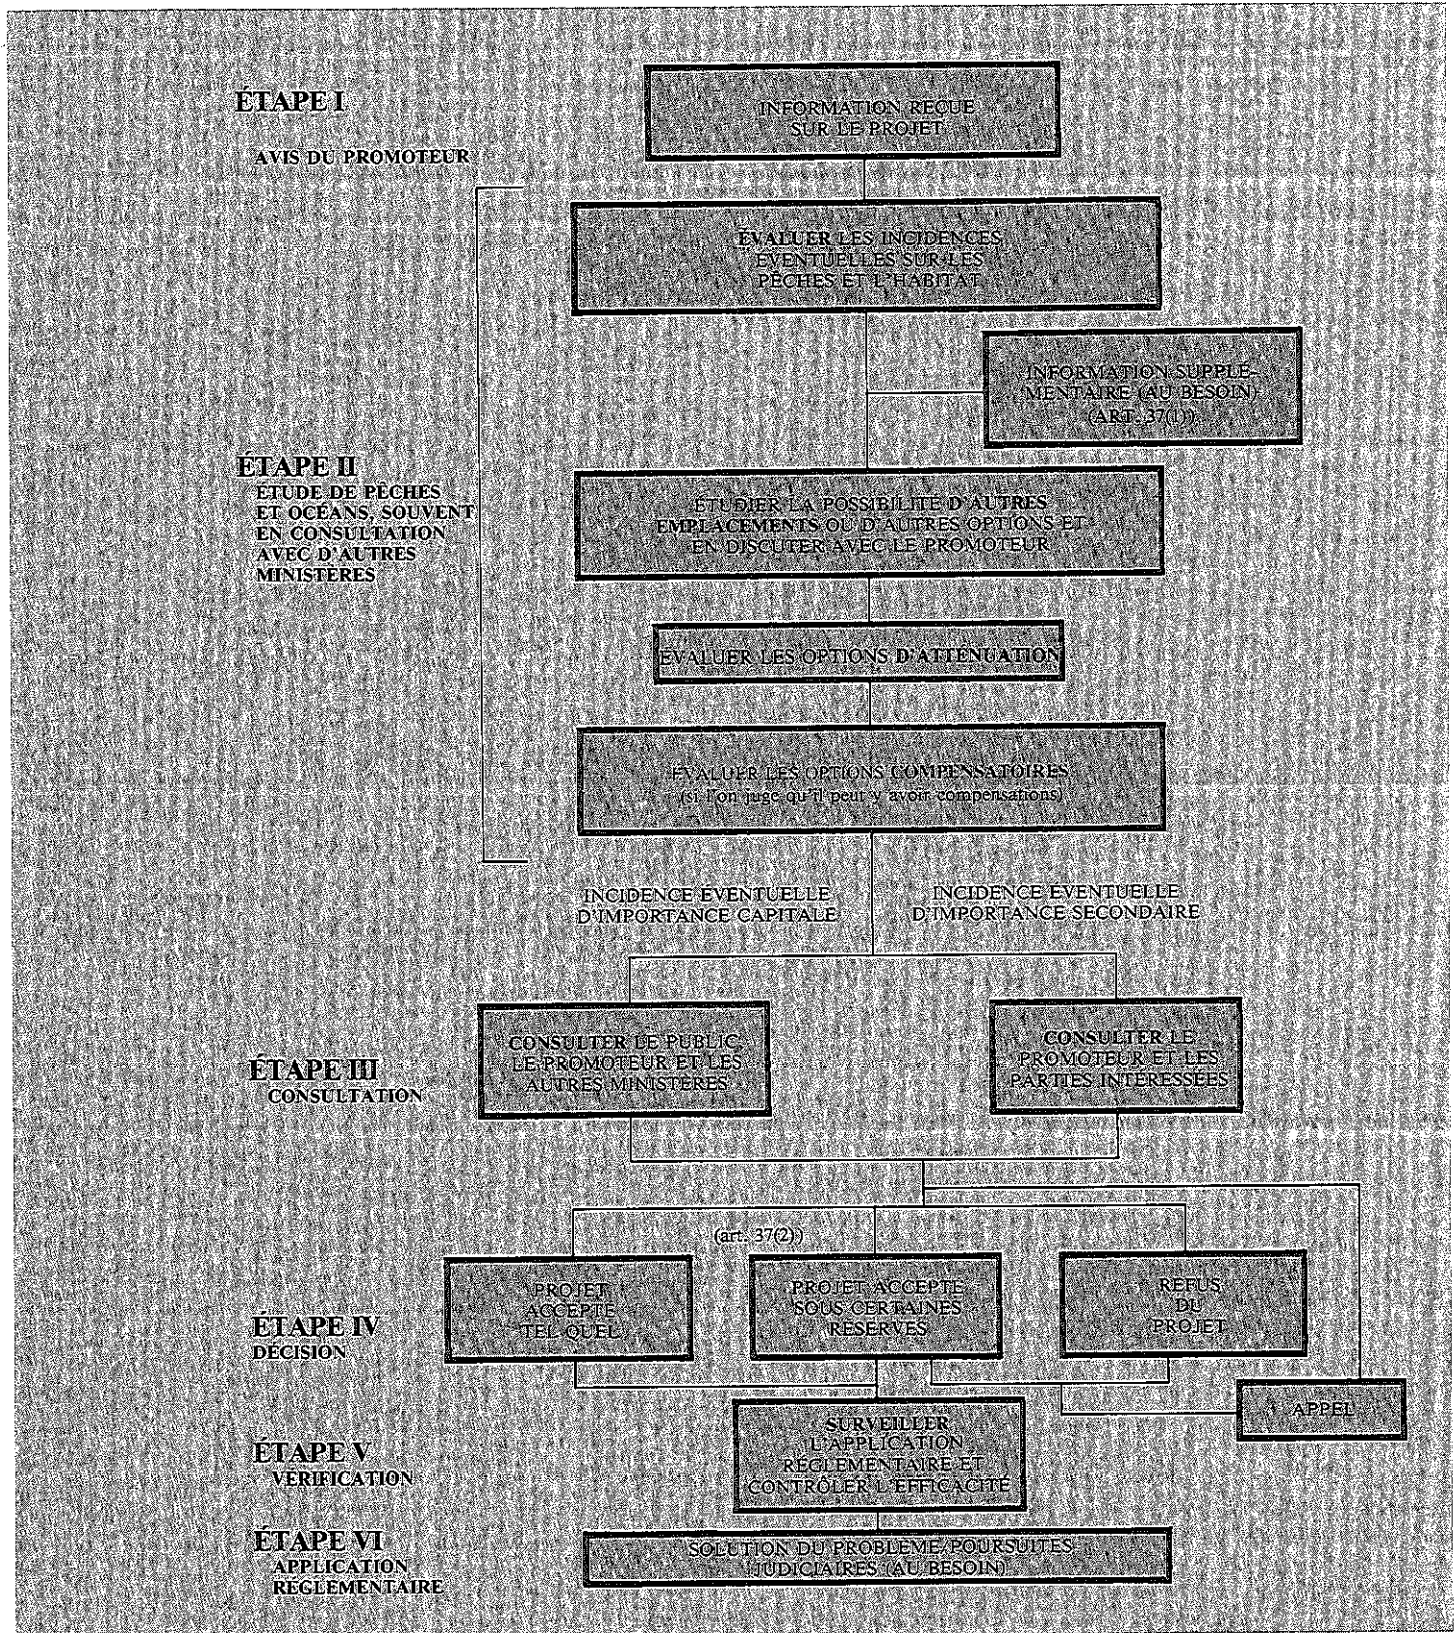 ÉTAPE I
AVIS DU PROMOTEUR
INFORMATION REÇUE
SUR LE PROJET
ÉVALUER LES INCIDENCES
ÉVENTUELLES SUR LES
PÊCHES ET L'HABITAT
INFORMATION SUPPLÉ-
MENTAIRE (AU BESOIN)
(ART. 37(1))
ÉTAPE II
ÉTUDE DE PÊCHES
ET OCÉANS, SOUVENT
EN CONSULTATION
AVEC D'AUTRES
MINISTÈRES
ÉTUDIER LA POSSIBILITÉ D'AUTRES
EMPLACEMENTS OU D'AUTRES OPTIONS ET
EN DISCUTER AVEC LE PROMOTEUR
ÉVALUER LES OPTIONS D'ATTÉNUATION
ÉVALUER LES OPTIONS COMPENSATOIRES
(si l'on juge qu'il peut y avoir compensations)
INCIDENCE ÉVENTUELLE
D'IMPORTANCE CAPITALE
INCIDENCE ÉVENTUELLE
D'IMPORTANCE SECONDAIRE
ÉTAPE III
CONSULTATION
CONSULTER LE PUBLIC,
LE PROMOTEUR ET LES
AUTRES MINISTÈRES
CONSULTER LE
PROMOTEUR ET LES
PARTIES INTÉRESSÉES
(art. 37(2))
ÉTAPE IV
DÉCISION
PROJET
ACCEPTÉ
TEL QUEL
PROJET ACCEPTÉ
SOUS CERTAINES
RÉSERVES
REFUS
DU
PROJET
APPEL
ÉTAPE V
VÉRIFICATION
SURVEILLER
L'APPLICATION
RÉGLEMENTAIRE ET
CONTRÔLER L'EFFICACITÉ
ÉTAPE VI
APPLICATION
RÉGLEMENTAIRE
SOLUTION DU PROBLÈME/POURSUITES
JUDICIAIRES (AU BESOIN)